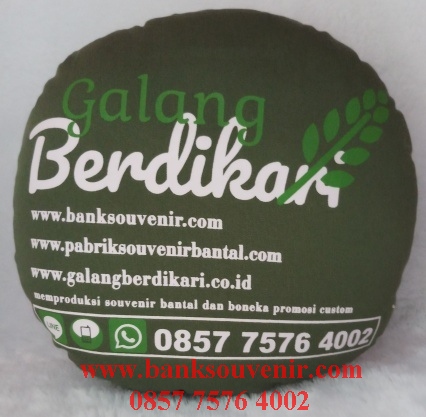 Galang
Berdikari
www.banksouvenir.com
www.pabriksouvenirbantal.com
www.galangberdikari.co.id
memproduksi souvenir bantal dan boneka promosi custom
LINE 0857 7576 4002
www.banksouvenir.com
0857 7576 4002